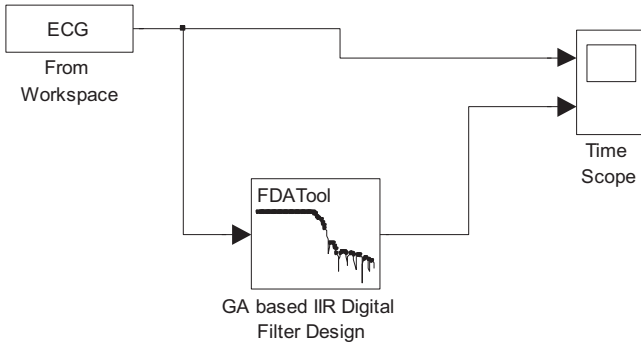 ECG
From
Workspace
Time
Scope
FDATool
GA based IIR Digital
Filter Design